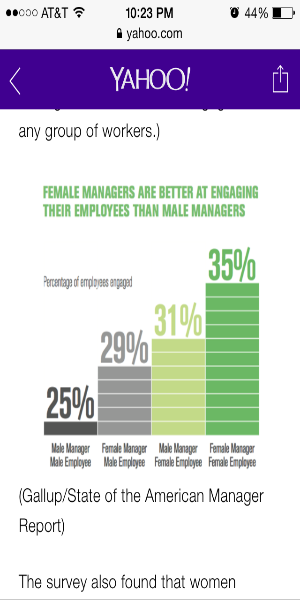 AT&T 10:23 PM 44%
yahoo.com
YAHOO!
any group of workers.)
FEMALE MANAGERS ARE BETTER AT ENGAGING
THEIR EMPLOYEES THAN MALE MANAGERS
35%
Percentage of employees engaged
31%
29%
25%
Male Manager Female Manager Male Manager Female Manager
Male Employee Male Employee Female Employee Female Employee
(Gallup/State of the American Manager
Report)
The survey also found that women